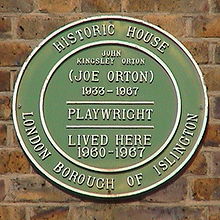 HISTORIC HOUSE
JOHN
KINGSLEY ORTON
(JOE ORTON)
1933-1967
PLAYWRIGHT
LIVED HERE
1960-1967
LONDON BOROUGH OF ISLINGTON